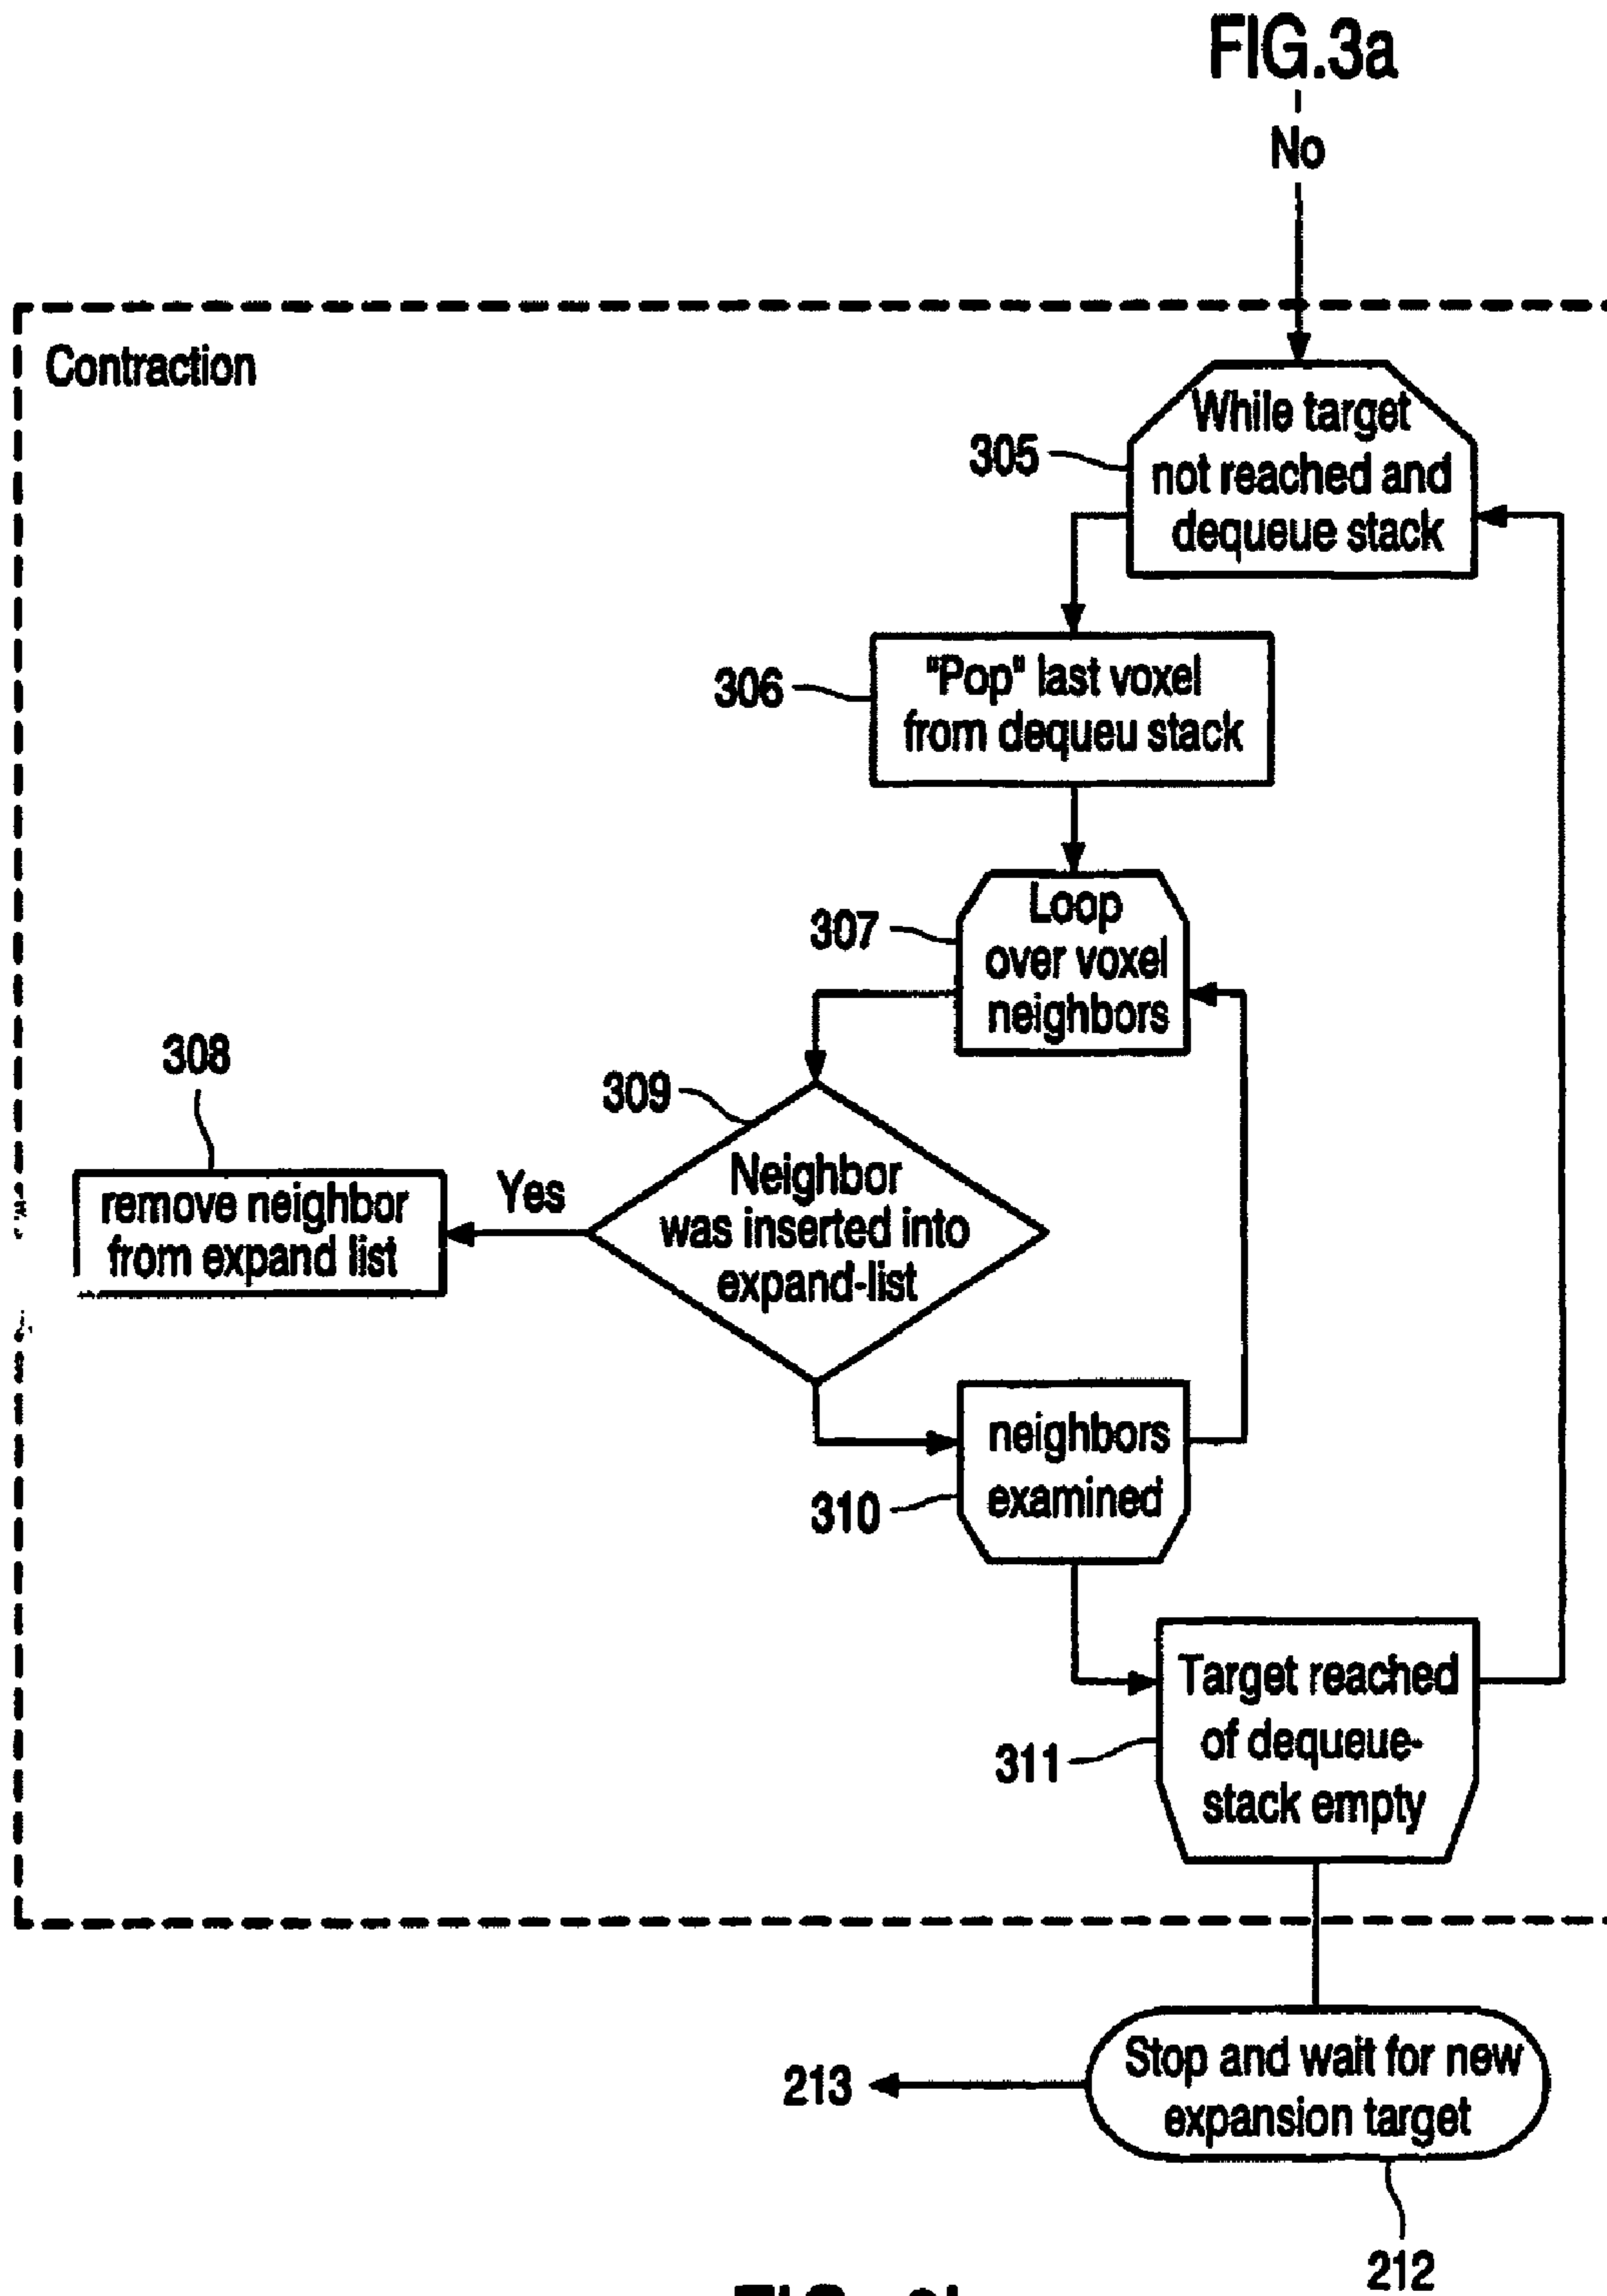 FIG.3a
No
Contraction
While target
not reached and
dequeue stack
305
"Pop" last voxel
from dequeu stack
306
Loop
over voxel
neighbors
307
308
309
remove neighbor
from expand list
Yes
Neighbor
was inserted into
expand-list
neighbors
examined
310
Target reached
of dequeue-
stack empty
311
Stop and wait for new
expansion target
213
212